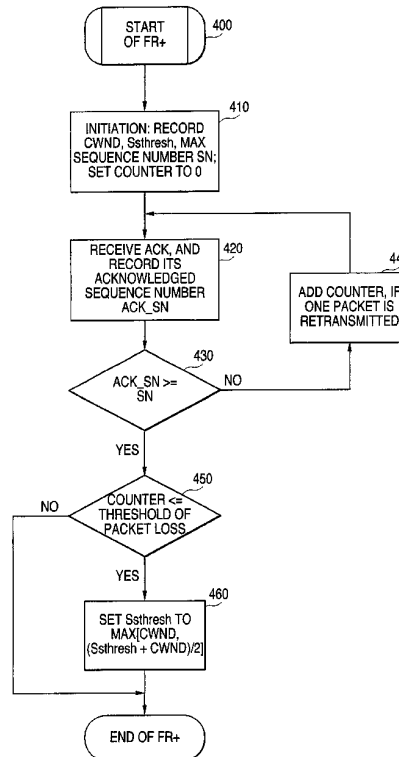 START
OF FR+
400
410
INITIATION: RECORD
CWND, Ssthresh, MAX
SEQUENCE NUMBER SN;
SET COUNTER TO 0
420
RECEIVE ACK, AND
RECORD ITS
ACKNOWLEDGED
SEQUENCE NUMBER
ACK_SN
ADD COUNTER, IF
ONE PACKET IS
RETRANSMITTED
430
ACK_SN >=
SN
NO
YES
450
COUNTER <=
THRESHOLD OF
PACKET LOSS
NO
YES
460
SET Ssthresh TO
MAX[CWND,
(Ssthresh + CWND)/2]
END OF FR+